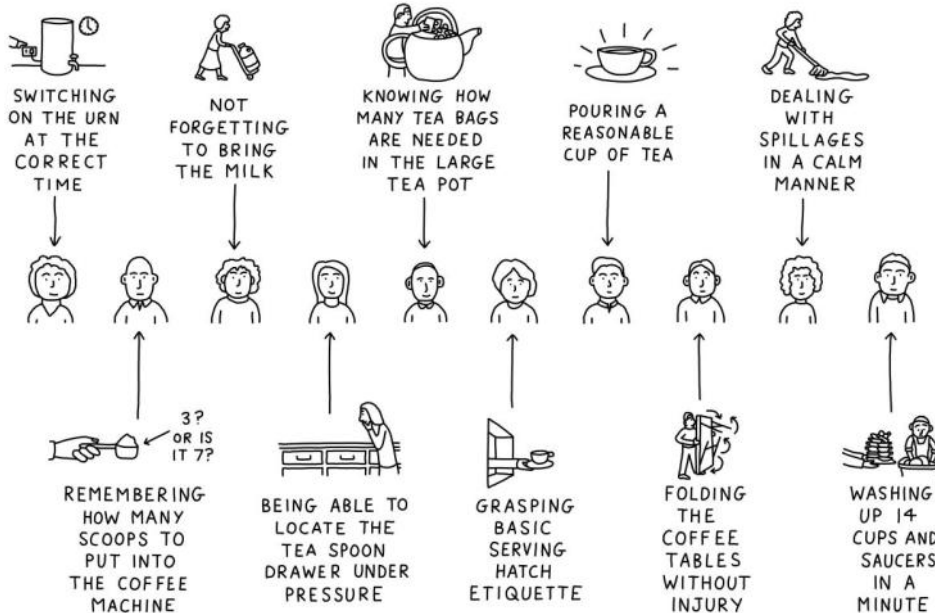 SWITCHING
ON THE URN
AT THE
CORRECT
TIME
NOT
FORGETTING
TO BRING
THE MILK
KNOWING HOW
MANY TEA BAGS
ARE NEEDED
IN THE LARGE
TEA POT
POURING A
REASONABLE
CUP OF TEA
DEALING
WITH
SPILLAGES
IN A CALM
MANNER
3?
OR IS
IT 7?
REMEMBERING
HOW MANY
SCOOPS TO
PUT INTO
THE COFFEE
MACHINE
BEING ABLE TO
LOCATE THE
TEA SPOON
DRAWER UNDER
PRESSURE
GRASPING
BASIC
SERVING
HATCH
ETIQUETTE
FOLDING
THE
COFFEE
TABLES
WITHOUT
INJURY
WASHING
UP 14
CUPS AND
SAUCERS
IN A
MINUTE